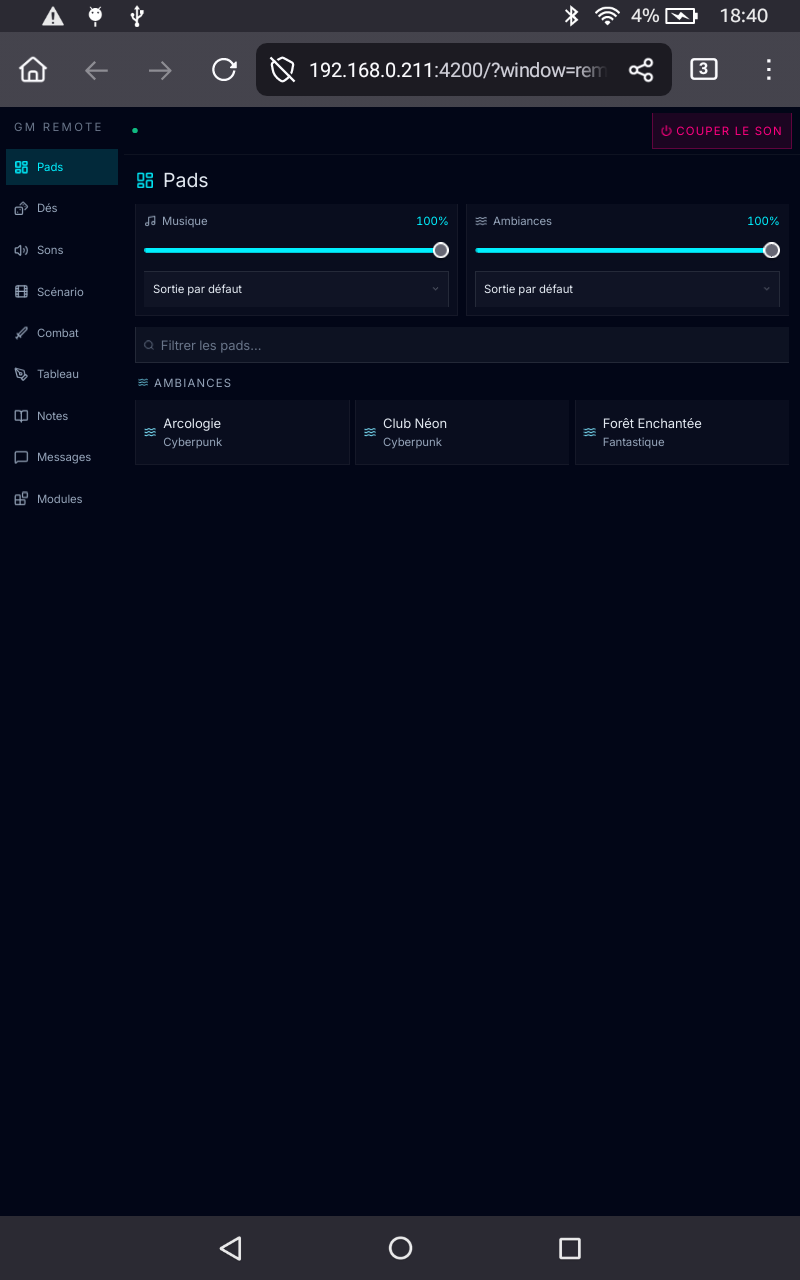 4% 18:40
192.168.0.211:4200/?window=rem
3
GM REMOTE
COUPER LE SON
Pads
Dés
Sons
Scénario
Combat
Tableau
Notes
Messages
Modules
Pads
Musique 100%
Ambiances 100%
Sortie par défaut
Sortie par défaut
Filtrer les pads...
AMBIANCES
Arcologie
Cyberpunk
Club Néon
Cyberpunk
Forêt Enchantée
Fantastique